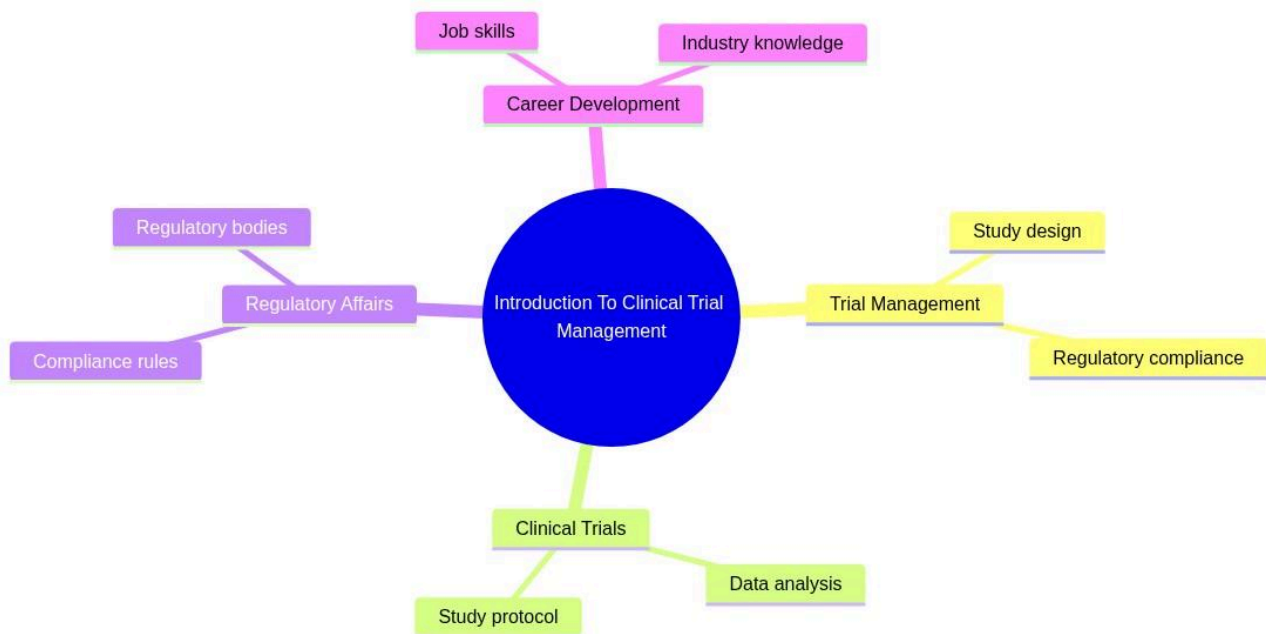 Job skills
Industry knowledge
Career Development
Regulatory bodies
Study design
Regulatory Affairs
Introduction To Clinical Trial
Management
Trial Management
Compliance rules
Regulatory compliance
Clinical Trials
Data analysis
Study protocol